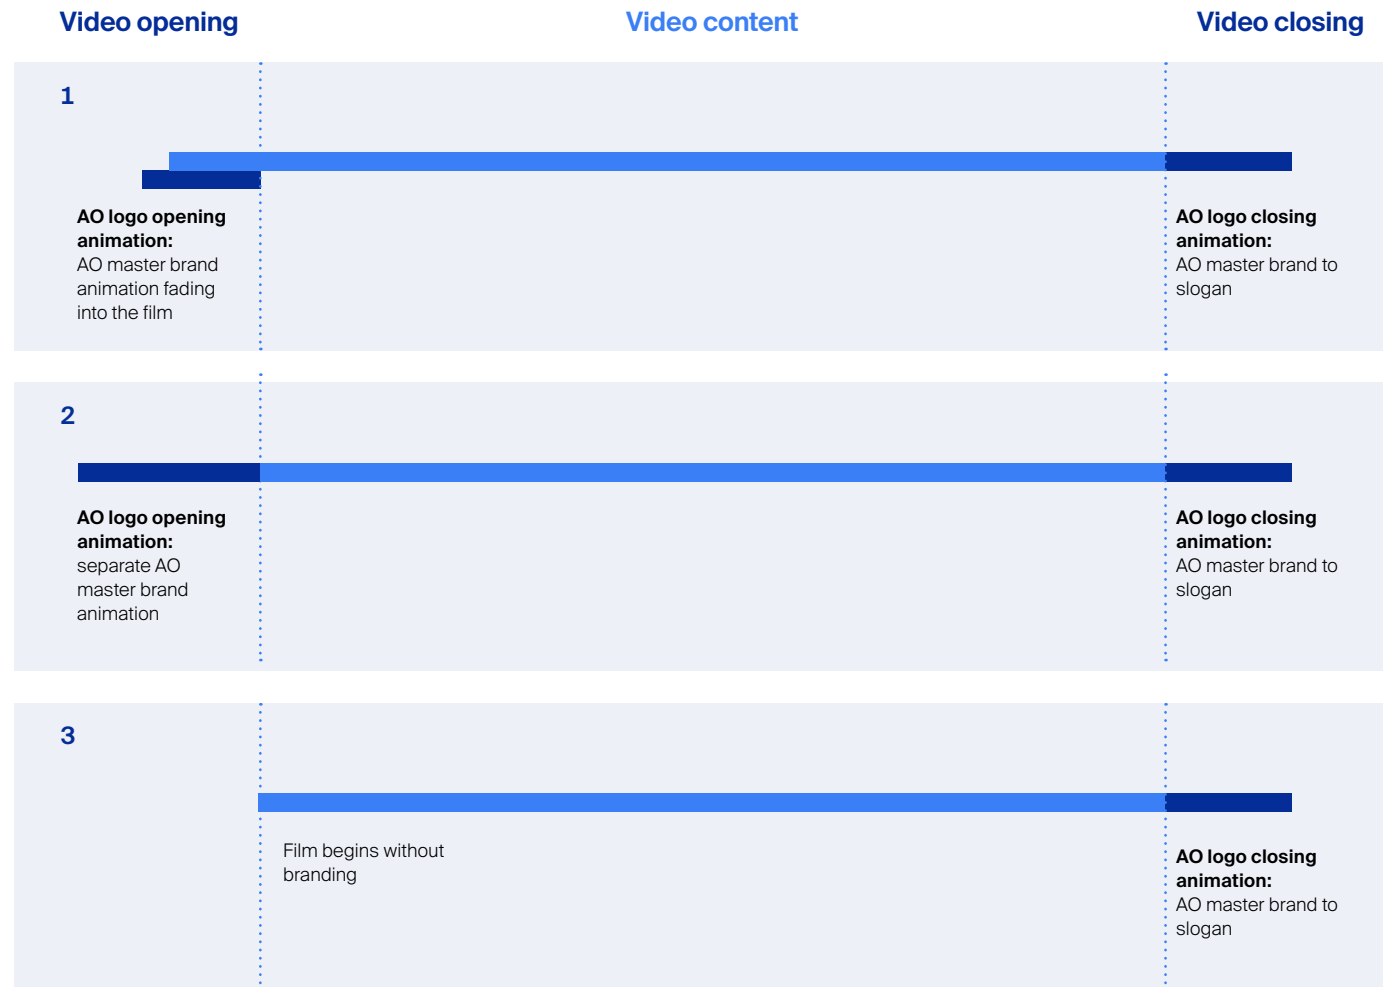 Video opening
Video content
Video closing
1
AO logo opening
animation:
AO master brand
animation fading
into the film
AO logo closing
animation:
AO master brand to
slogan
2
AO logo opening
animation:
separate AO
master brand
animation
AO logo closing
animation:
AO master brand to
slogan
3
Film begins without
branding
AO logo closing
animation:
AO master brand to
slogan